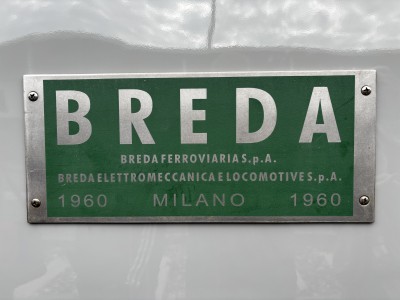 BREDA
BREDA FERROVIARIA S.p.A.
BREDA ELETTROMECCANICA E LOCOMOTIVE S.p.A.
1960 MILANO 1960